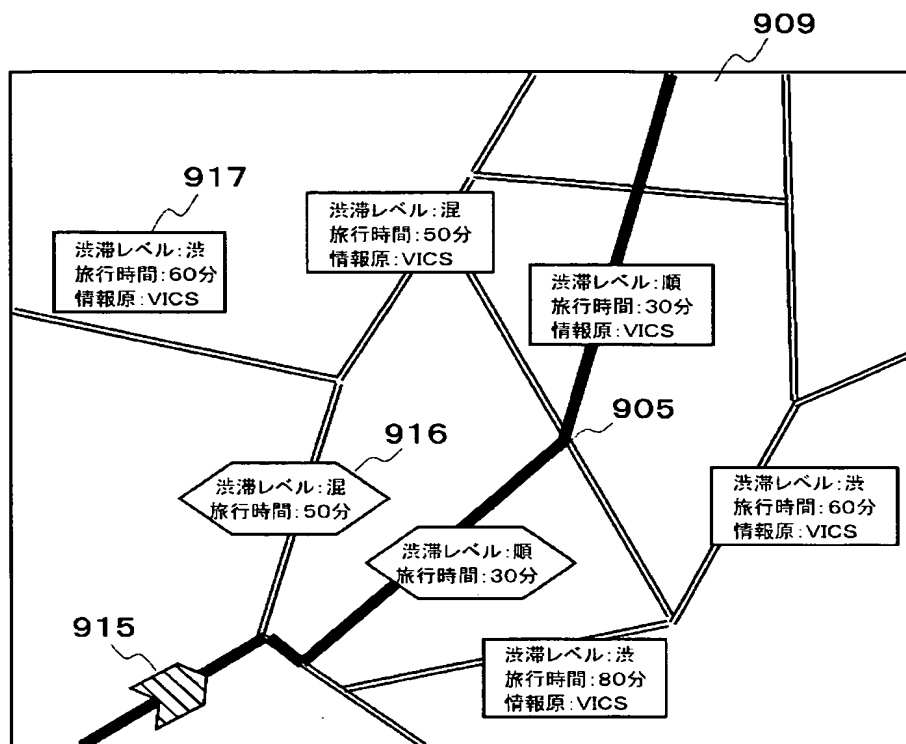 909
917
渋滞レベル:渋
旅行時間:60分
情報原:VICS
渋滞レベル:混
旅行時間:50分
情報原:VICS
渋滞レベル:順
旅行時間:30分
情報原:VICS
905
916
渋滞レベル:混
旅行時間:50分
渋滞レベル:順
旅行時間:30分
渋滞レベル:渋
旅行時間:60分
情報原:VICS
915
渋滞レベル:渋
旅行時間:80分
情報原:VICS